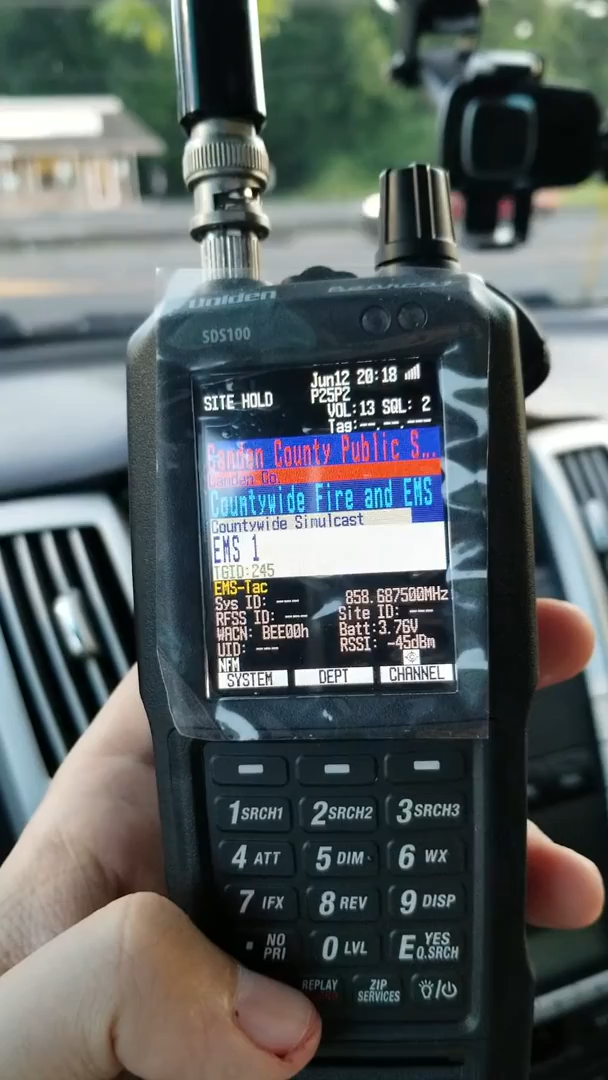 Uniden
Bearcat
SDS100
Jun12 20:18
SITE HOLD
P25P2
VOL:13 SQL: 2
Tag:--.--.---
Camden County Public S...
Camden Co
Countywide Fire and EMS
Countywide Simulcast
EMS 1
TGID:245
EMS-Tac
Sys ID: --- 858.687500MHz
RFSS ID: --- Site ID: ---
WACN: BEE00h Batt:3.76V
UID: --- RSSI: -45dBm
NFM
SYSTEM DEPT CHANNEL
1 SRCH1 2 SRCH2 3 SRCH3
4 ATT 5 DIM 6 WX
7 IFX 8 REV 9 DISP
. NO PRI 0 LVL E YES Q.SRCH
REPLAY ZIP SERVICES